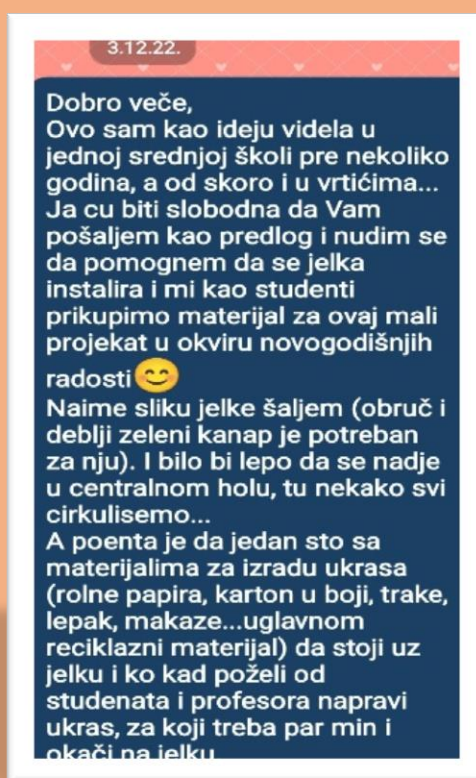 3.12.22.
Dobro veče,
Ovo sam kao ideju videla u
jednoj srednjoj školi pre nekoliko
godina, a od skoro i u vrtićima...
Ja cu biti slobodna da Vam
pošaljem kao predlog i nudim se
da pomognem da se jelka
instalira i mi kao studenti
prikupimo materijal za ovaj mali
projekat u okviru novogodišnjih
radosti😊
Naime sliku jelke šaljem (obruč i
deblji zeleni kanap je potreban
za nju). I bilo bi lepo da se nadje
u centralnom holu, tu nekako svi
cirkulisemo...
A poenta je da jedan sto sa
materijalima za izradu ukrasa
(rolne papira, karton u boji, trake,
lepak, makaze...uglavnom
reciklazni materijal) da stoji uz
jelku i ko kad poželi od
studenata i profesora napravi
ukras, za koji treba par min i
okači na jelku